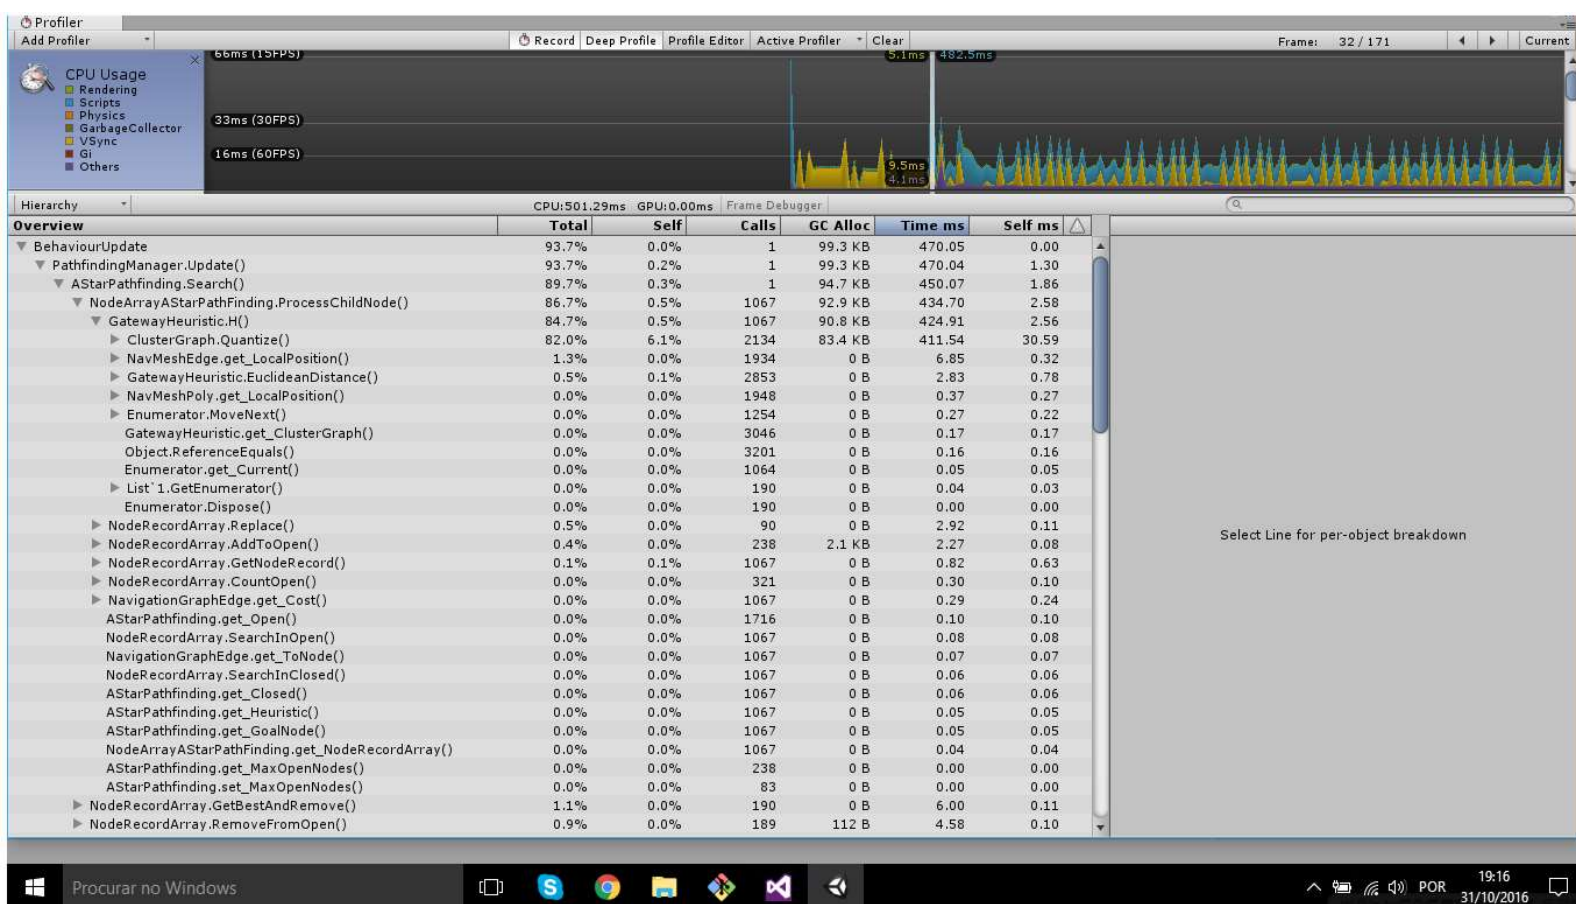 Profiler
Add Profiler Record Deep Profile Profile Editor Active Profiler Clear Frame: 32 / 171 Current
CPU Usage
Rendering
Scripts
Physics
GarbageCollector
VSync
Gi
Others
66ms (15FPS)
33ms (30FPS)
16ms (60FPS)
5.1ms 482.5ms
9.5ms
4.1ms
Hierarchy CPU:501.29ms GPU:0.00ms Frame Debugger
Overview Total Self Calls GC Alloc Time ms Self ms
BehaviourUpdate 93.7% 0.0% 1 99.3 KB 470.05 0.00
PathfindingManager.Update() 93.7% 0.2% 1 99.3 KB 470.04 1.30
AStarPathfinding.Search() 89.7% 0.3% 1 94.7 KB 450.07 1.86
NodeArrayAStarPathFinding.ProcessChildNode() 86.7% 0.5% 1067 92.9 KB 434.70 2.58
GatewayHeuristic.H() 84.7% 0.5% 1067 90.8 KB 424.91 2.56
ClusterGraph.Quantize() 82.0% 6.1% 2134 83.4 KB 411.54 30.59
NavMeshEdge.get_LocalPosition() 1.3% 0.0% 1934 0 B 6.85 0.32
GatewayHeuristic.EuclideanDistance() 0.5% 0.1% 2853 0 B 2.83 0.78
NavMeshPoly.get_LocalPosition() 0.0% 0.0% 1948 0 B 0.37 0.27
Enumerator.MoveNext() 0.0% 0.0% 1254 0 B 0.27 0.22
GatewayHeuristic.get_ClusterGraph() 0.0% 0.0% 3046 0 B 0.17 0.17
Object.ReferenceEquals() 0.0% 0.0% 3201 0 B 0.16 0.16
Enumerator.get_Current() 0.0% 0.0% 1064 0 B 0.05 0.05
List`1.GetEnumerator() 0.0% 0.0% 190 0 B 0.04 0.03
Enumerator.Dispose() 0.0% 0.0% 190 0 B 0.00 0.00
NodeRecordArray.Replace() 0.5% 0.0% 90 0 B 2.92 0.11
NodeRecordArray.AddToOpen() 0.4% 0.0% 238 2.1 KB 2.27 0.08
NodeRecordArray.GetNodeRecord() 0.1% 0.1% 1067 0 B 0.82 0.63
NodeRecordArray.CountOpen() 0.0% 0.0% 321 0 B 0.30 0.10
NavigationGraphEdge.get_Cost() 0.0% 0.0% 1067 0 B 0.29 0.24
AStarPathfinding.get_Open() 0.0% 0.0% 1716 0 B 0.10 0.10
NodeRecordArray.SearchInOpen() 0.0% 0.0% 1067 0 B 0.08 0.08
NavigationGraphEdge.get_ToNode() 0.0% 0.0% 1067 0 B 0.07 0.07
NodeRecordArray.SearchInClosed() 0.0% 0.0% 1067 0 B 0.06 0.06
AStarPathfinding.get_Closed() 0.0% 0.0% 1067 0 B 0.06 0.06
AStarPathfinding.get_Heuristic() 0.0% 0.0% 1067 0 B 0.05 0.05
AStarPathfinding.get_GoalNode() 0.0% 0.0% 1067 0 B 0.05 0.05
NodeArrayAStarPathFinding.get_NodeRecordArray() 0.0% 0.0% 1067 0 B 0.04 0.04
AStarPathfinding.get_MaxOpenNodes() 0.0% 0.0% 238 0 B 0.00 0.00
AStarPathfinding.set_MaxOpenNodes() 0.0% 0.0% 83 0 B 0.00 0.00
NodeRecordArray.GetBestAndRemove() 1.1% 0.0% 190 0 B 6.00 0.11
NodeRecordArray.RemoveFromOpen() 0.9% 0.0% 189 112 B 4.58 0.10
Select Line for per-object breakdown
Procurar no Windows POR 19:16
31/10/2016